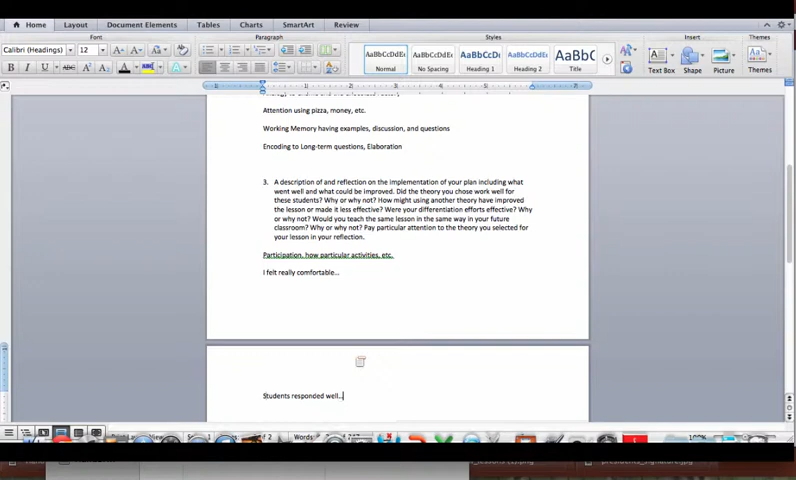 Home Layout Document Elements Tables Charts SmartArt Review
Font Paragraph Styles Insert Themes
Calibri (Headings) 12
AaBbCcDdE AaBbCcDdE AaBbCcD AaBbCcDdE AaBb
Normal No Spacing Heading 1 Heading 2 Title Text Box Shape Picture Themes
Attention using pizza, money, etc.
Working Memory having examples, discussion, and questions
Encoding to Long-term questions, Elaboration
3. A description of and reflection on the implementation of your plan including what
went well and what could be improved. Did the theory you chose work well for
these students? Why or why not? How might using another theory have improved
the lesson or made it less effective? Were your differentiation efforts effective? Why
or why not? Would you teach the same lesson in the same way in your future
classroom? Why or why not? Pay particular attention to the theory you selected for
your lesson in your reflection.
Participation, how particular activities, etc.
I felt really comfortable...
Students responded well...